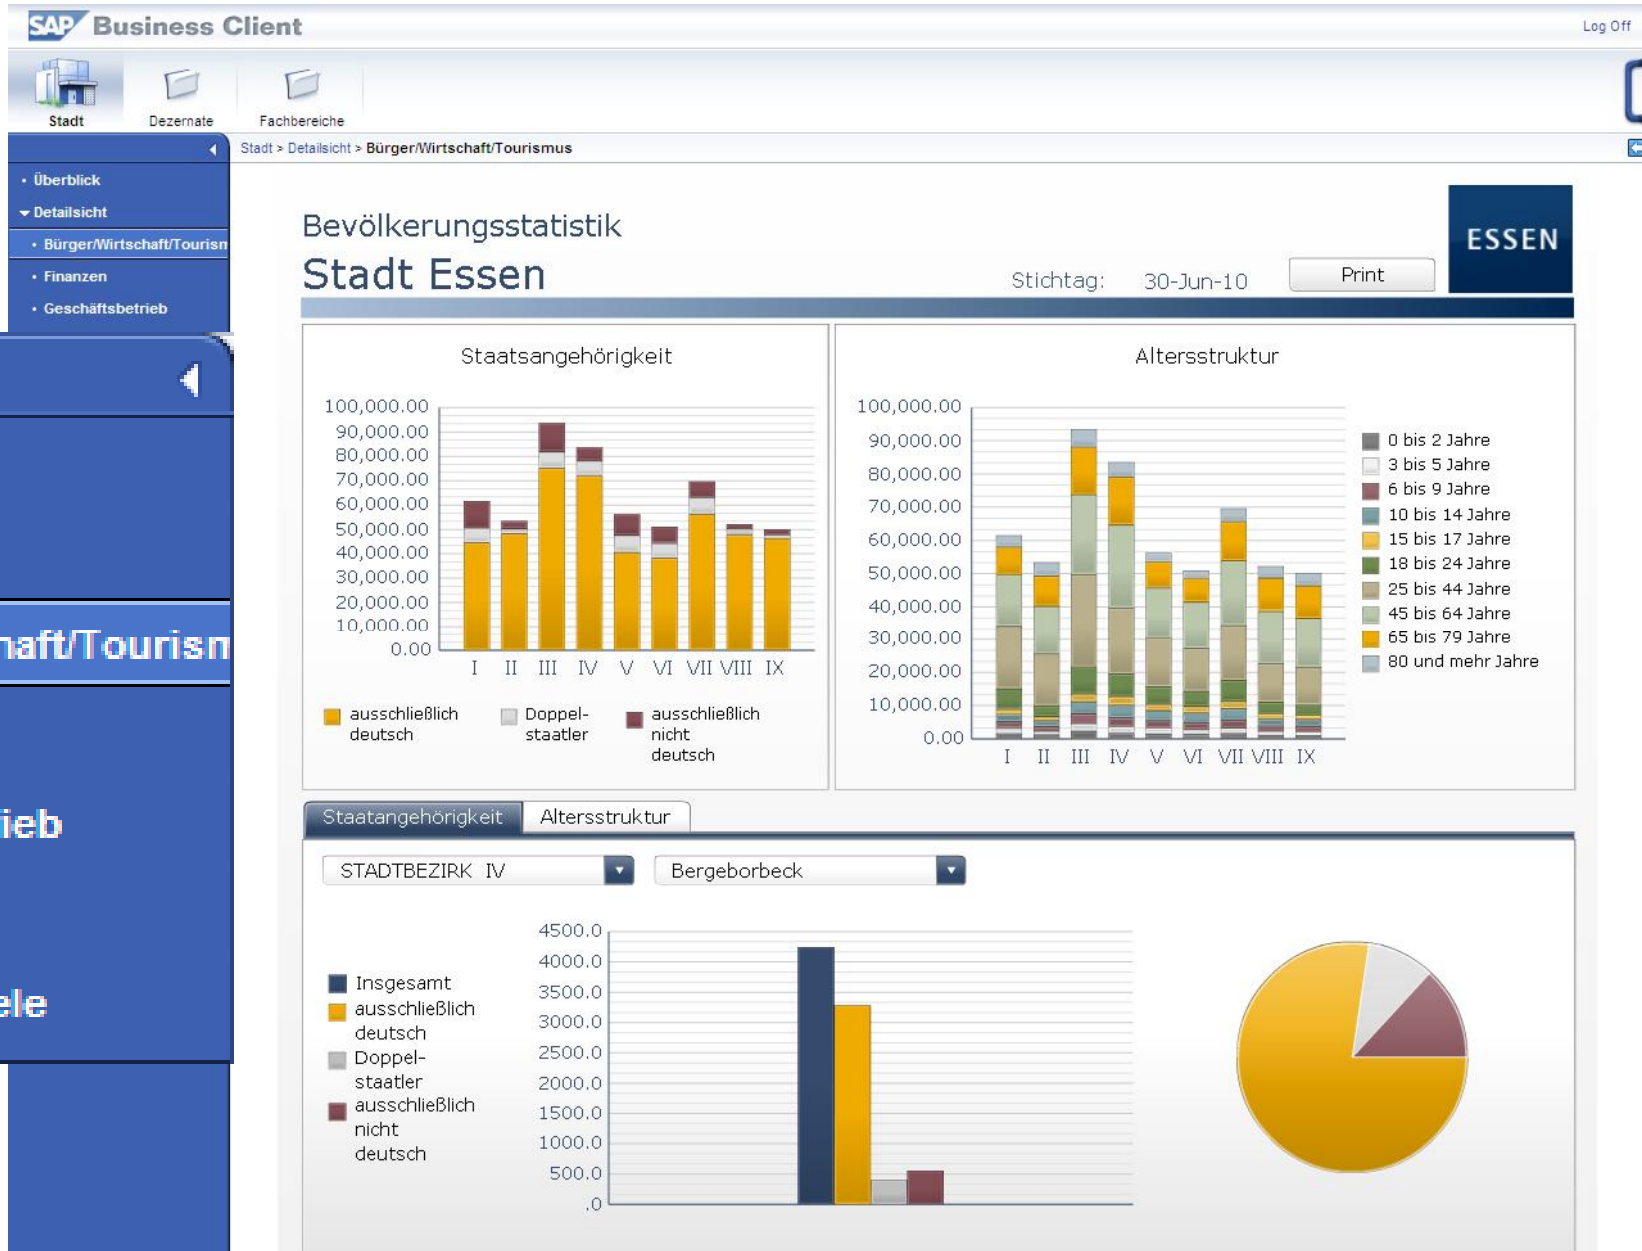 SAP Business Client
Log Off
Stadt
Dezernate
Fachbereiche
Stadt > Detailsicht > Bürger/Wirtschaft/Tourismus
Überblick
Detailsicht
Bürger/Wirtschaft/Tourism
Finanzen
Geschäftsbetrieb
haft/Tourism
ieb
ele
Bevölkerungsstatistik
Stadt Essen
Stichtag: 30-Jun-10
Print
ESSEN
Staatsangehörigkeit
100,000.00
90,000.00
80,000.00
70,000.00
60,000.00
50,000.00
40,000.00
30,000.00
20,000.00
10,000.00
0.00
I II III IV V VI VII VIII IX
ausschließlich
deutsch
Doppel-
staatler
ausschließlich
nicht
deutsch
Altersstruktur
100,000.00
90,000.00
80,000.00
70,000.00
60,000.00
50,000.00
40,000.00
30,000.00
20,000.00
10,000.00
0.00
I II III IV V VI VII VIII IX
0 bis 2 Jahre
3 bis 5 Jahre
6 bis 9 Jahre
10 bis 14 Jahre
15 bis 17 Jahre
18 bis 24 Jahre
25 bis 44 Jahre
45 bis 64 Jahre
65 bis 79 Jahre
80 und mehr Jahre
Staatangehörigkeit
Altersstruktur
STADTBEZIRK IV
Bergeborbeck
Insgesamt
ausschließlich
deutsch
Doppel-
staatler
ausschließlich
nicht
deutsch
4500.0
4000.0
3500.0
3000.0
2500.0
2000.0
1500.0
1000.0
500.0
.0